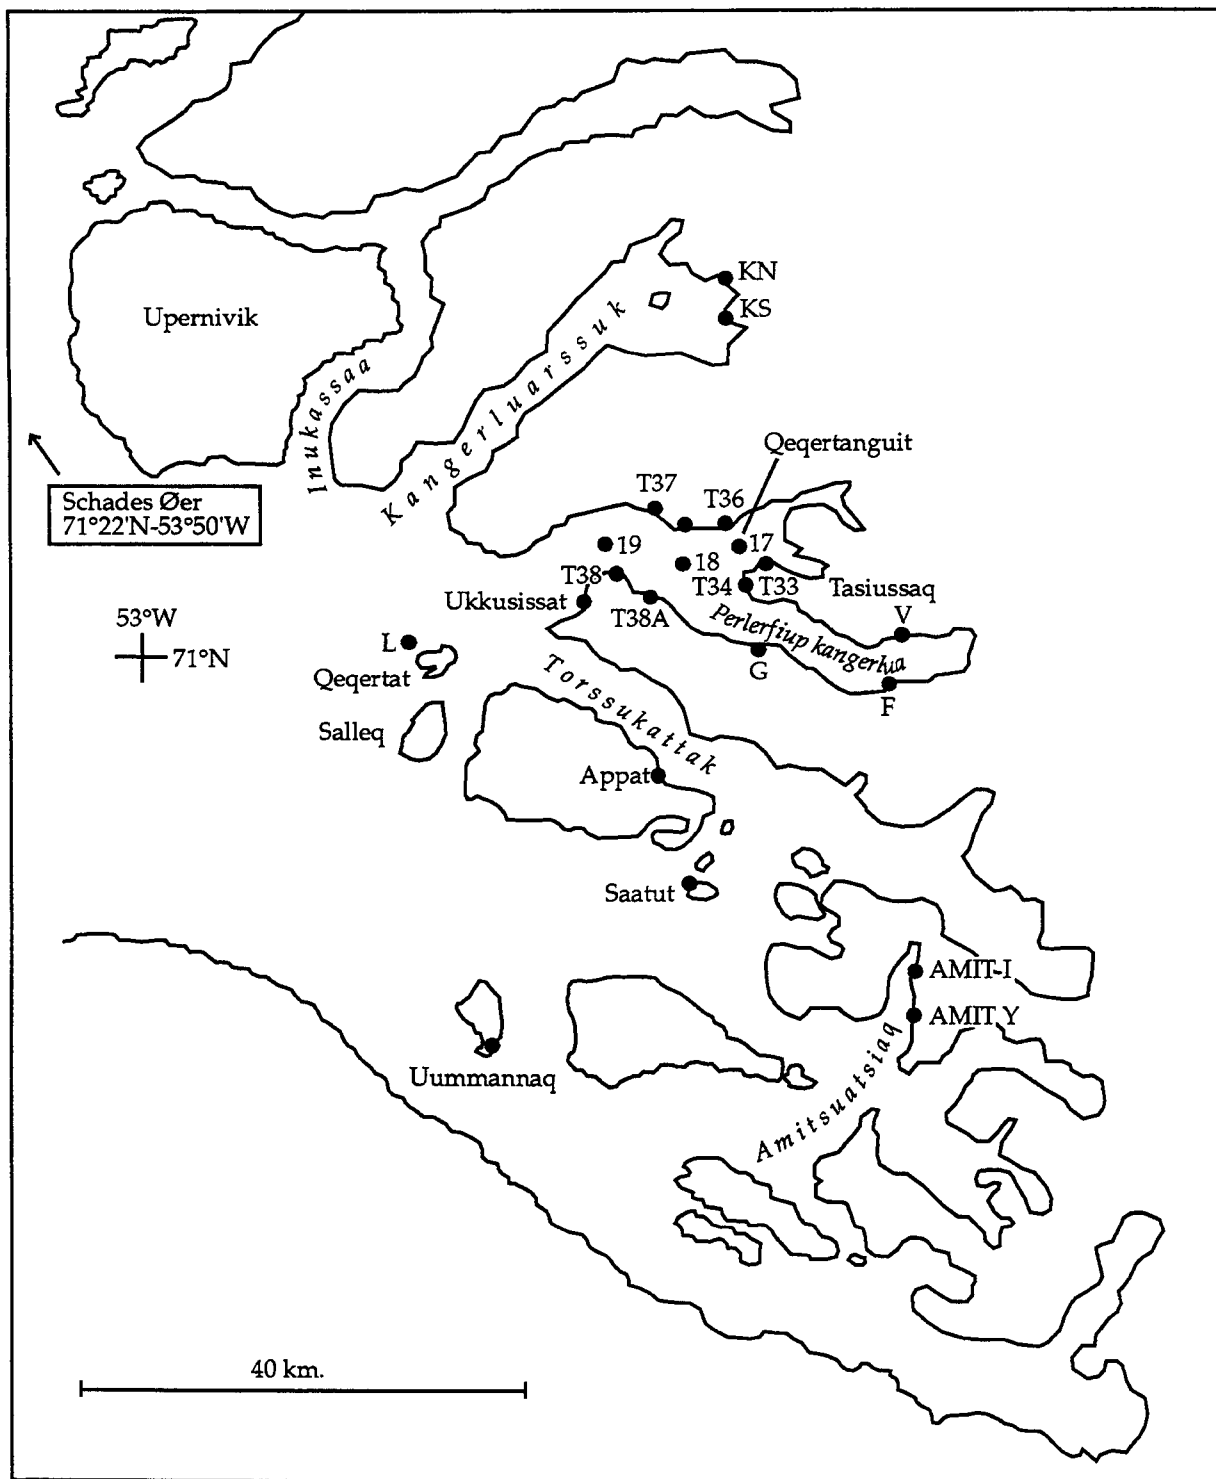 KN
KS
Upernivik
Kangerluarssuk
Inukassaa
Qeqertanguit
Schades Øer
71°22'N-53°50'W
T37
T36
19
18
17
T38
T34
T33
Tasiussaq
Ukkusissat
T38A
V
53°W
71°N
Perlerfiup kangerlua
L
G
Qeqertat
F
Torssukattak
Salleq
Appat
Saatut
AMIT-I
AMIT Y
Uummannaq
Amitsuatsiaq
40 km.